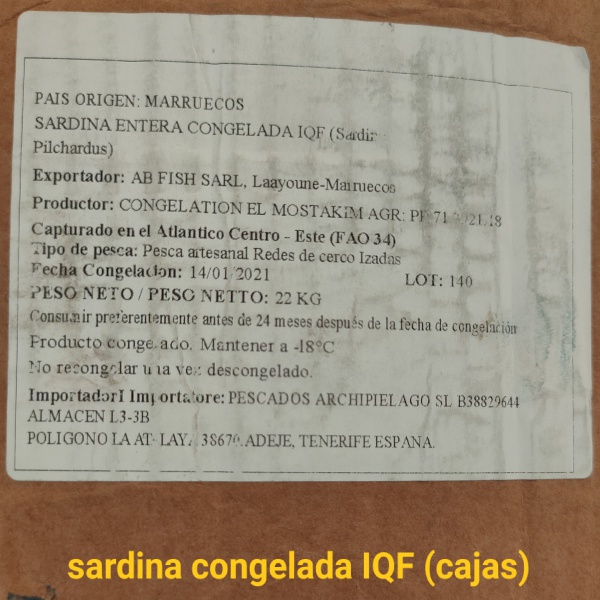 PAIS ORIGEN: MARRUECOS
SARDINA ENTERA CONGELADA IQF (Sardin
Pilchardus)
Exportador: AB FISH SARL, Laayoune-Marruecos
Productor: CONGELATION EL MOSTAKIM AGR:
Capturado en el Atlantico Centro - Este (FAO 34)
Tipo de pesca: Pesca artesanal Redes de cerco Izadas
Fecha Congelacion: 14/01/2021
LOT: 140
PESO NETO / PESO NETTO: 22 KG
Consumir preferentemente antes de 24 meses después de la fecha de congelación
Producto congelado. Mantener a -18°C
No recongelar una vez descongelado.
ImportadorI Importatore: PESCADOS ARCHIPIELAGO SL B38829644
ALMACEN L3-3B
POLIGONO LA ATALAYA ADEJE, TENERIFE ESPANA.
sardina congelada IQF (cajas)